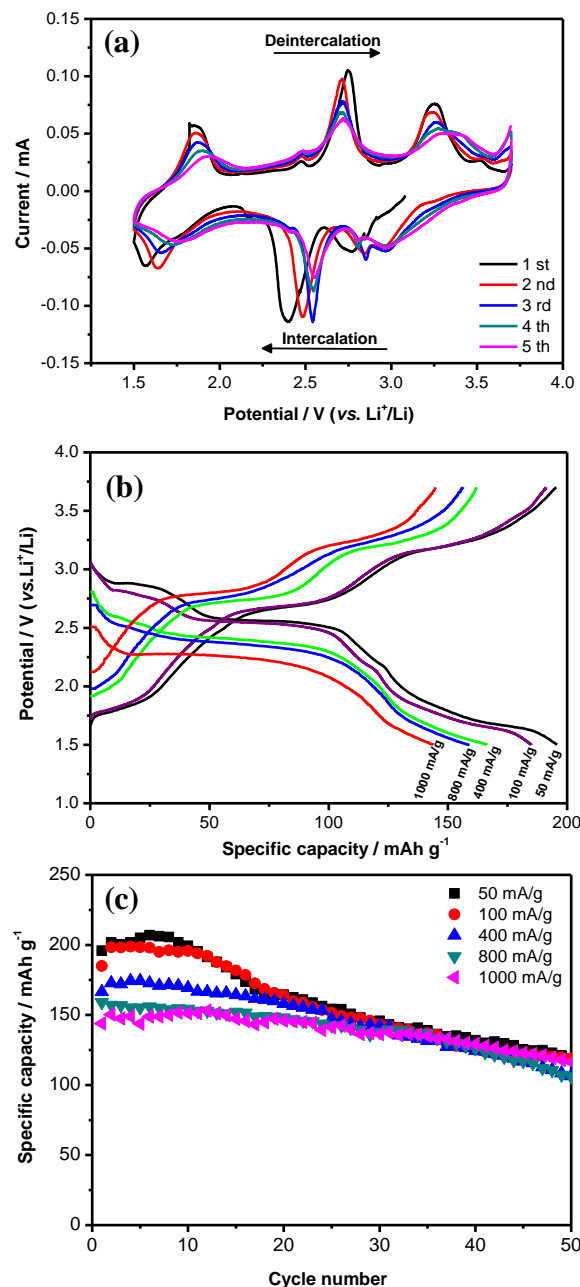 (a)
Deintercalation
0.15
0.10
0.05
0.00
-0.05
-0.10
-0.15
Current / mA
1 st
2 nd
3 rd
4 th
5 th
Intercalation
1.5 2.0 2.5 3.0 3.5 4.0
Potential / V (vs. Li⁺/Li)
(b)
4.0
3.5
3.0
2.5
2.0
1.5
1.0
Potential / V (vs.Li⁺/Li)
1000 mA/g
800 mA/g
400 mA/g
100 mA/g
50 mA/g
0 50 100 150 200
Specific capacity / mAh g⁻¹
(c)
250
200
150
100
50
0
Specific capacity / mAh g⁻¹
50 mA/g
100 mA/g
400 mA/g
800 mA/g
1000 mA/g
0 10 20 30 40 50
Cycle number